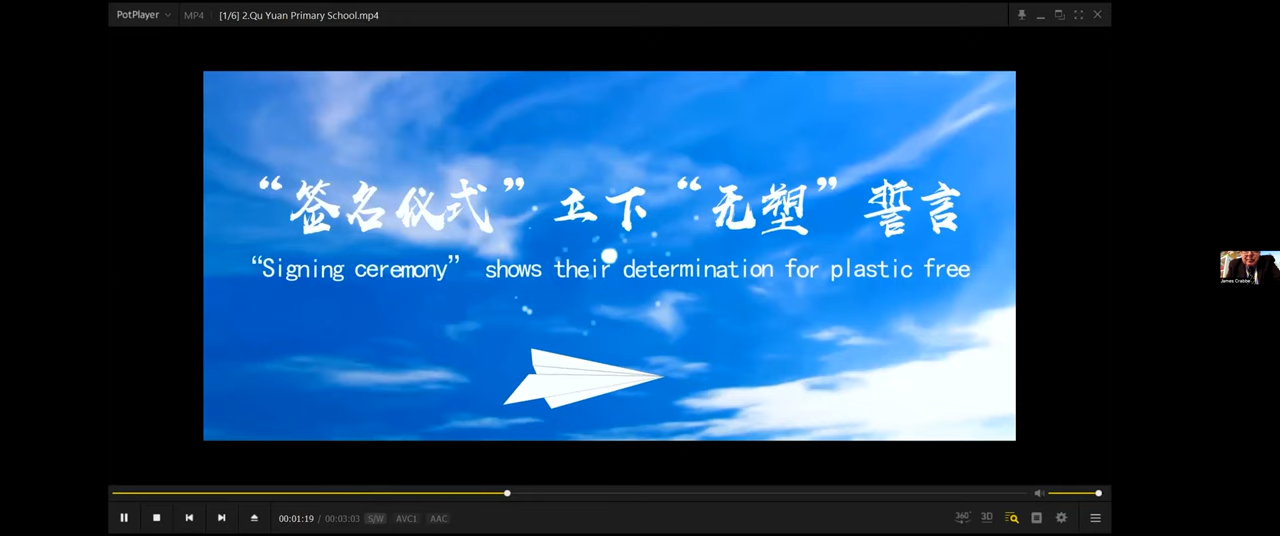 PotPlayer MP4 [1/6] 2.Qu Yuan Primary School.mp4
“签名仪式” 立下 “无塑” 誓言
“Signing ceremony” shows their determination for plastic free
James Crabbe
00:01:19 / 00:03:03 S/W AVC1 AAC
360° 3D